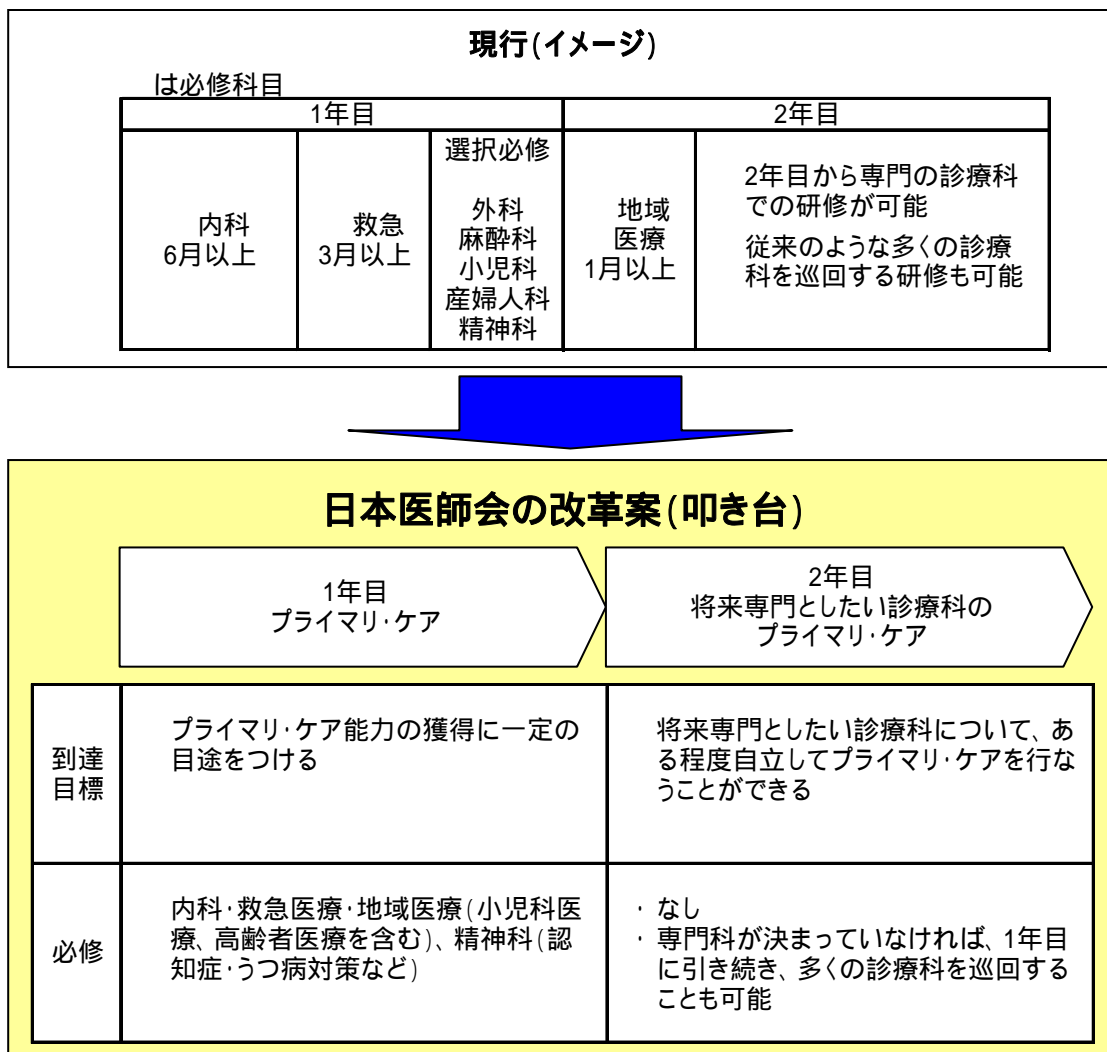 現行(イメージ)
は必修科目
1年目
2年目
内科
6月以上
救急
3月以上
選択必修
外科
麻酔科
小児科
産婦人科
精神科
地域
医療
1月以上
2年目から専門の診療科
での研修が可能
従来のような多くの診療
科を巡回する研修も可能
日本医師会の改革案(叩き台)
1年目
プライマリ・ケア
2年目
将来専門としたい診療科の
プライマリ・ケア
到達
目標
プライマリ・ケア能力の獲得に一定の
目途をつける
将来専門としたい診療科について、あ
る程度自立してプライマリ・ケアを行な
うことができる
必修
内科・救急医療・地域医療(小児科医
療、高齢者医療を含む)、精神科(認
知症・うつ病対策など)
・ なし
・ 専門科が決まっていなければ、1年目
に引き続き、多くの診療科を巡回する
ことも可能